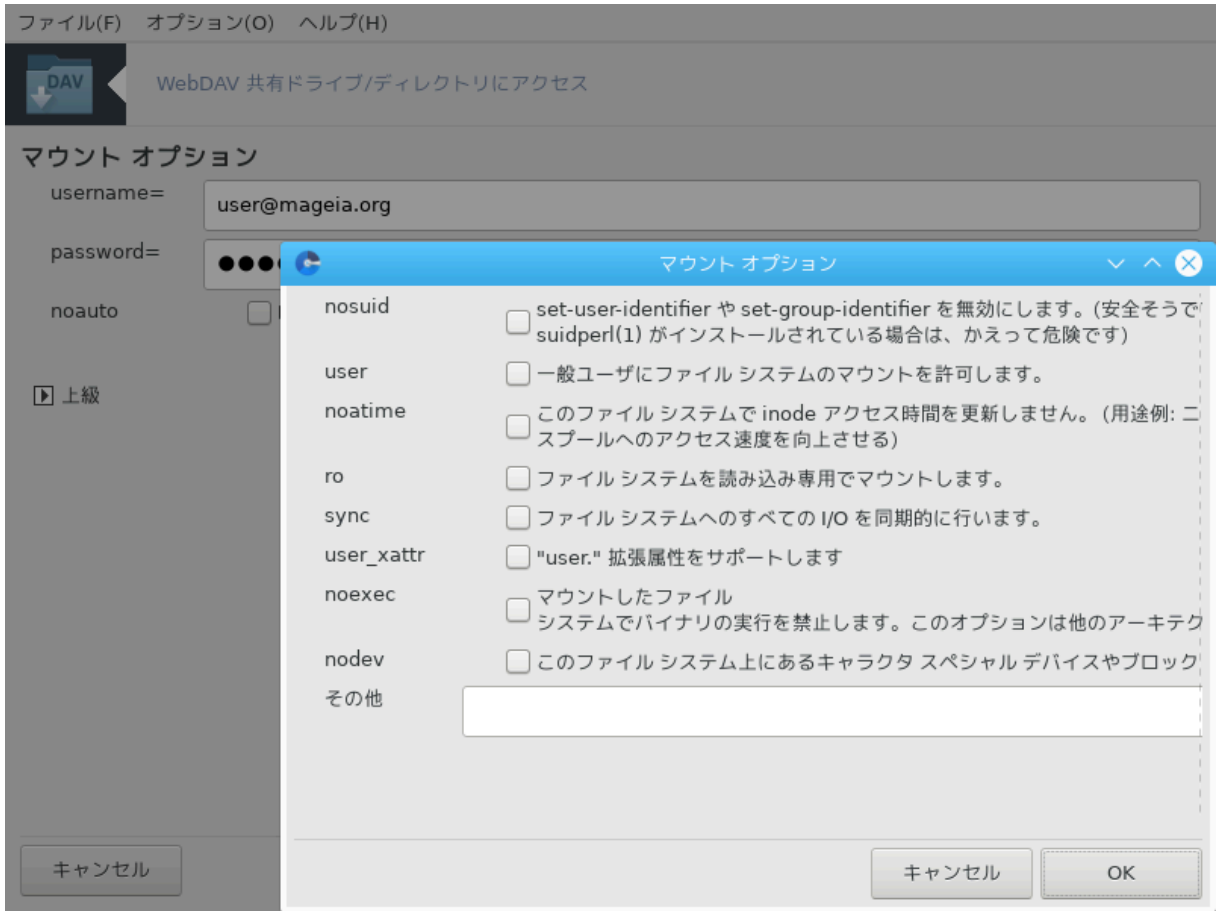 ファイル(F) オプション(O) ヘルプ(H)
DAV
WebDAV 共有ドライブ/ディレクトリにアクセス
マウント オプション
username=
user@mageia.org
password=
noauto
上級
キャンセル
マウント オプション
nosuid
set-user-identifier や set-group-identifier を無効にします。(安全そうで
suidperl(1) がインストールされている場合は、かえって危険です)
user
一般ユーザにファイル システムのマウントを許可します。
noatime
このファイル システムで inode アクセス時間を更新しません。 (用途例: ニ
スプールへのアクセス速度を向上させる)
ro
ファイル システムを読み込み専用でマウントします。
sync
ファイル システムへのすべての I/O を同期的に行います。
user_xattr
"user." 拡張属性をサポートします
noexec
マウントしたファイル
システムでバイナリの実行を禁止します。このオプションは他のアーキテク
nodev
このファイル システム上にあるキャラクタ スペシャル デバイスやブロック
その他
キャンセル
OK